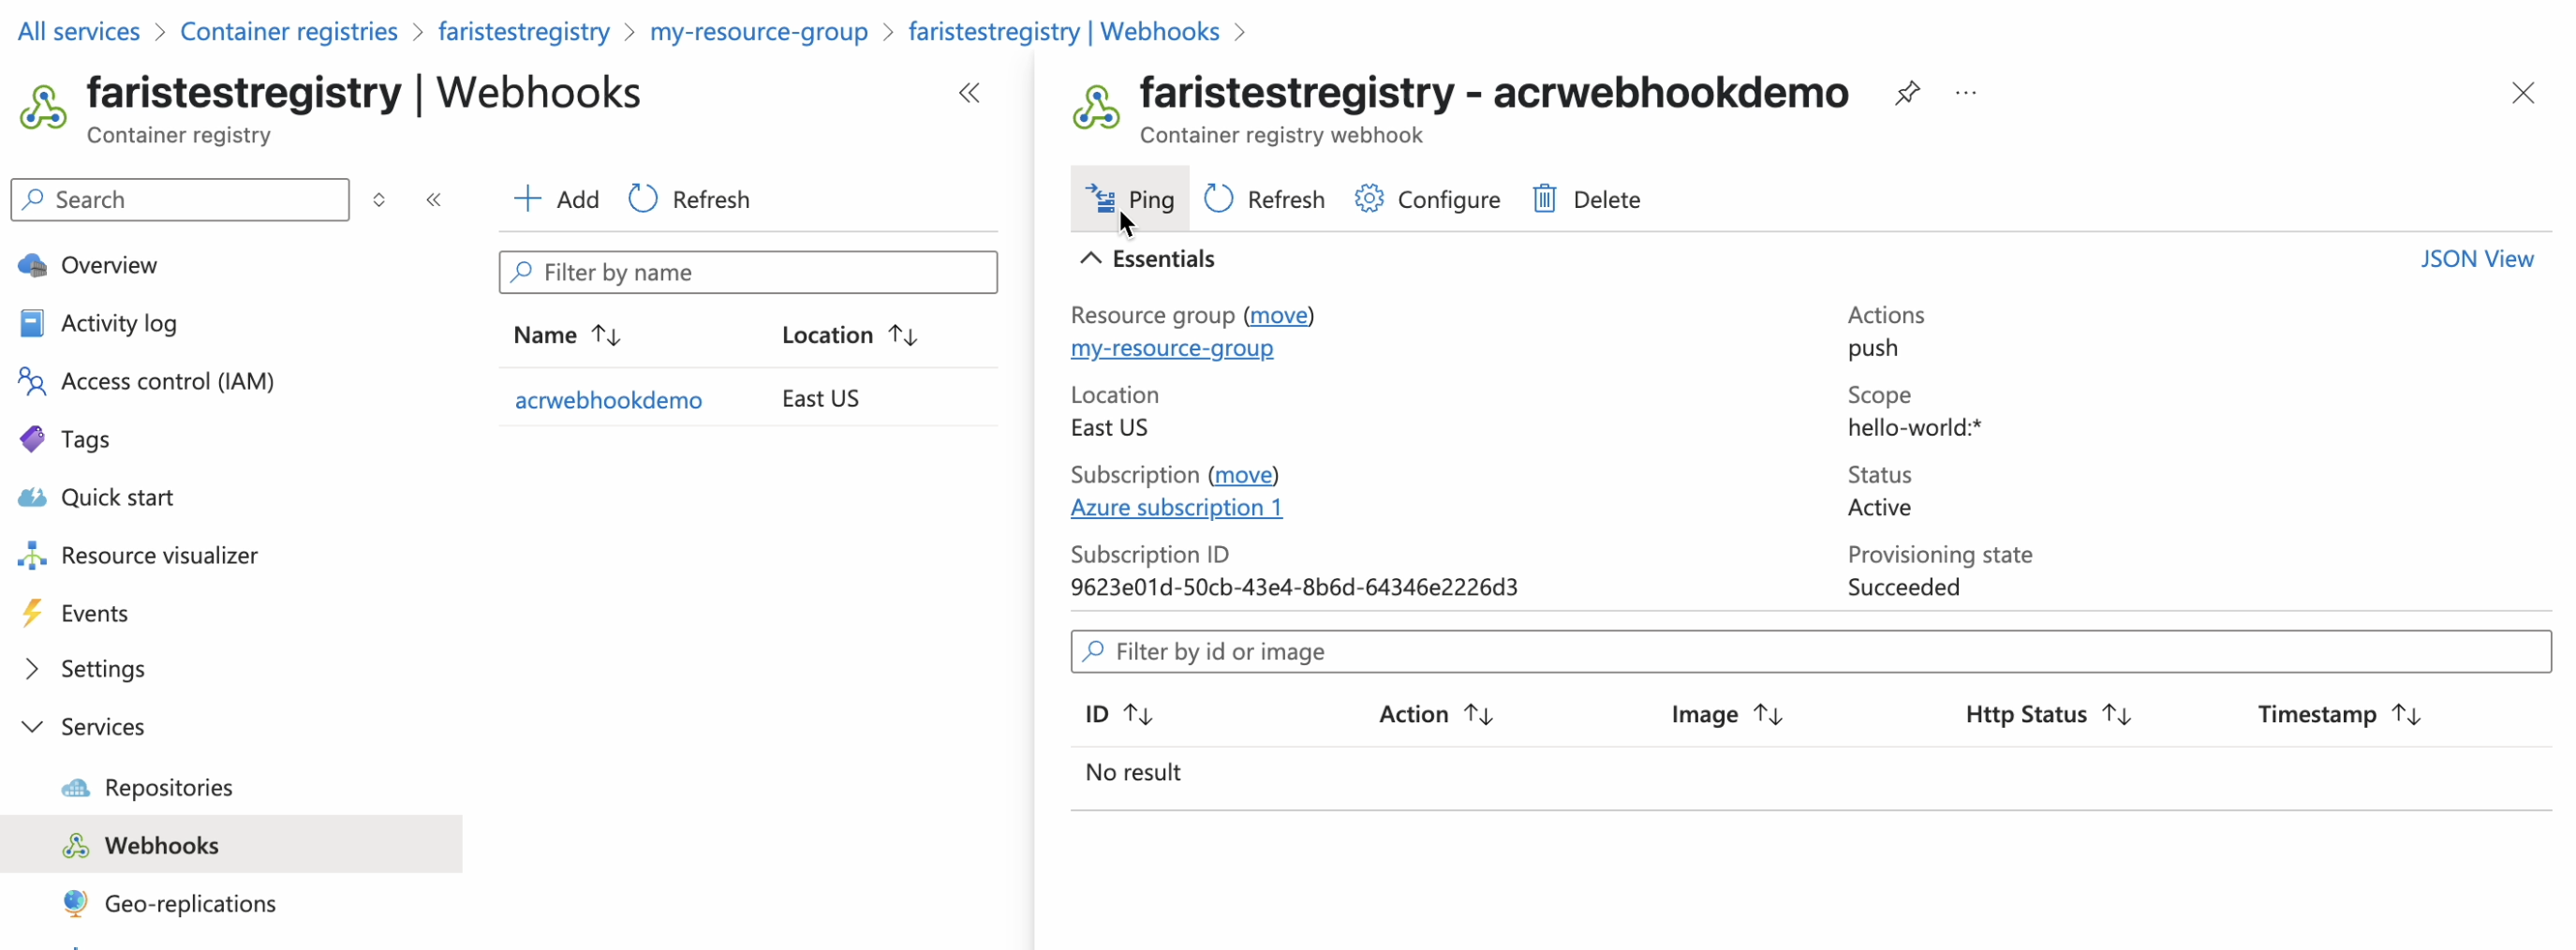 All services > Container registries > faristestregistry > my-resource-group > faristestregistry | Webhooks >
faristestregistry | Webhooks
Container registry
Search
Overview
Activity log
Access control (IAM)
Tags
Quick start
Resource visualizer
Events
Settings
Services
Repositories
Webhooks
Geo-replications
Add Refresh
Filter by name
Name Location
acrwebhookdemo East US
faristestregistry - acrwebhookdemo
Container registry webhook
Ping Refresh Configure Delete
Essentials
JSON View
Resource group (move)
my-resource-group
Location
East US
Subscription (move)
Azure subscription 1
Subscription ID
9623e01d-50cb-43e4-8b6d-64346e2226d3
Actions
push
Scope
hello-world:*
Status
Active
Provisioning state
Succeeded
Filter by id or image
ID Action Image Http Status Timestamp
No result